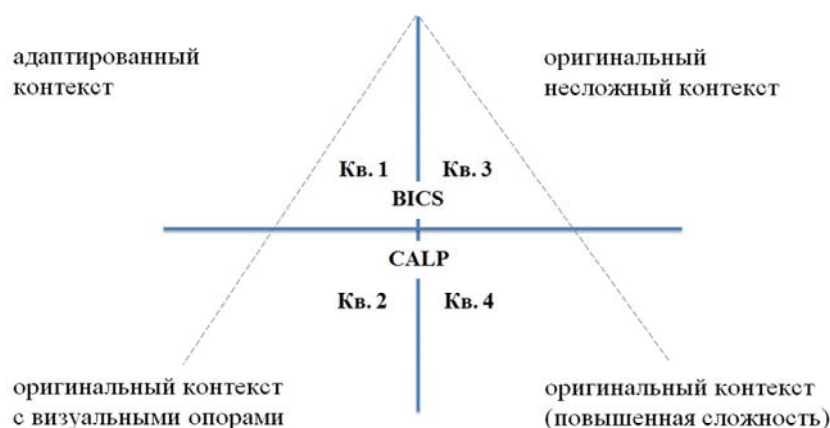 адаптированный
контекст
оригинальный
несложный контекст
Кв. 1
Кв. 3
BICS
CALP
Кв. 2
Кв. 4
оригинальный контекст
с визуальными опорами
оригинальный контекст
(повышенная сложность)